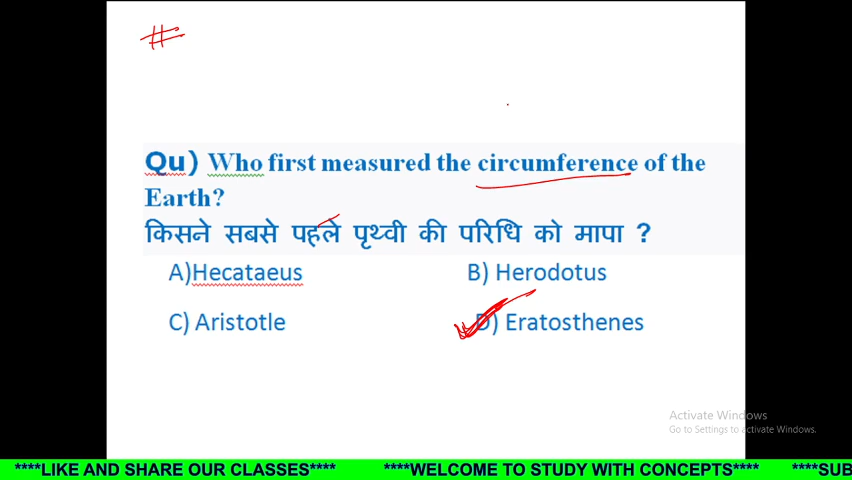 #
Qu) Who first measured the circumference of the
Earth?
किसने सबसे पहले पृथ्वी की परिधि को मापा ?
A)Hecataeus
B) Herodotus
C) Aristotle
D) Eratosthenes
Activate Windows
Go to Settings to activate Windows.
****LIKE AND SHARE OUR CLASSES**** ****WELCOME TO STUDY WITH CONCEPTS**** ****SUB